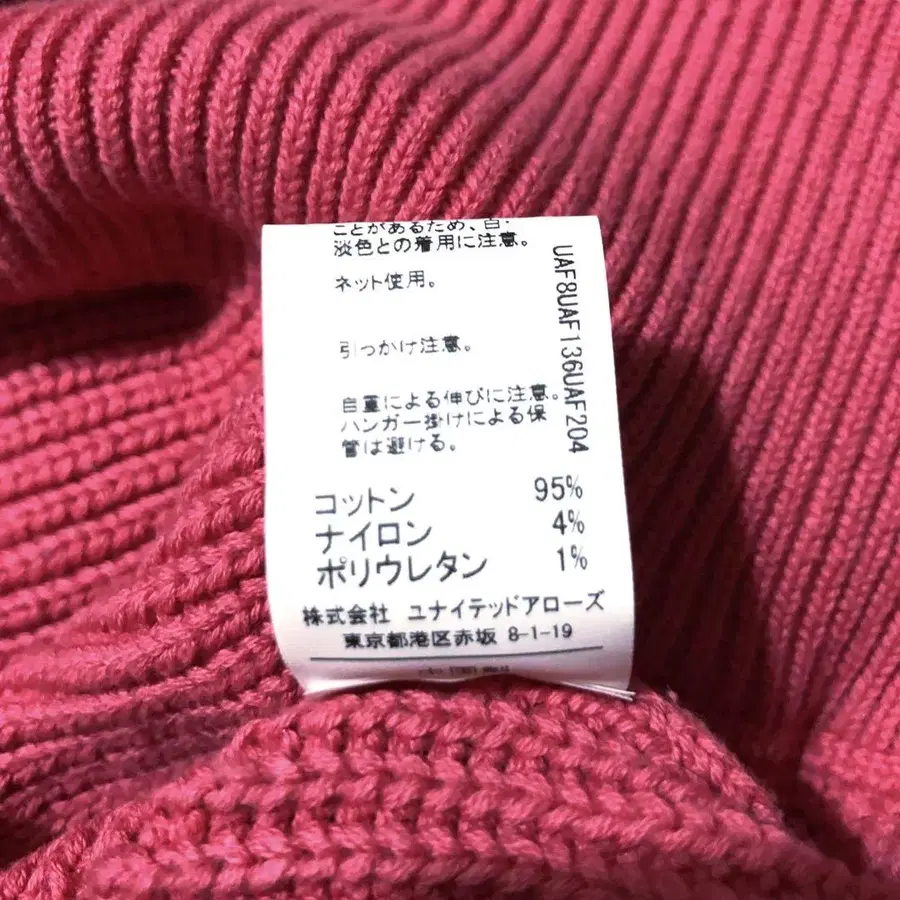 ことがあるため、白・
淡色との着用に注意。
ネット使用。
引っかけ注意。
自重による伸びに注意。
ハンガー掛けによる保
管は避ける。
コットン 95%
ナイロン 4%
ポリウレタン 1%
株式会社 ユナイテッドアローズ
東京都港区赤坂 8-1-19
中国製
UAF8UAF136UAF204